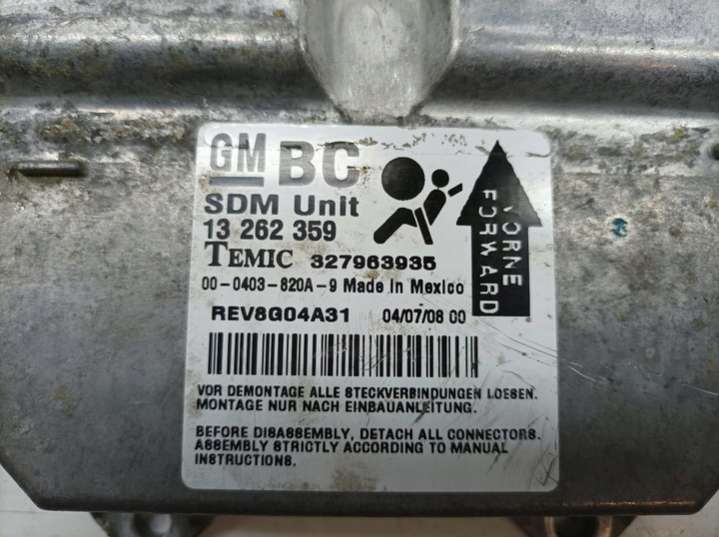 GM BC
SDM Unit
13 262 359
TEMIC 327963935
00-0403-820A-9 Made in Mexico
REV8G04A31 04/07/08 00
VORNE
FORWARD
VOR DEMONTAGE ALLE STECKVERBINDUNGEN LOESEN.
MONTAGE NUR NACH EINBAUANLEITUNG.
BEFORE DISASSEMBLY, DETACH ALL CONNECTORS.
ASSEMBLY STRICTLY ACCORDING TO MANUAL
INSTRUCTIONS.